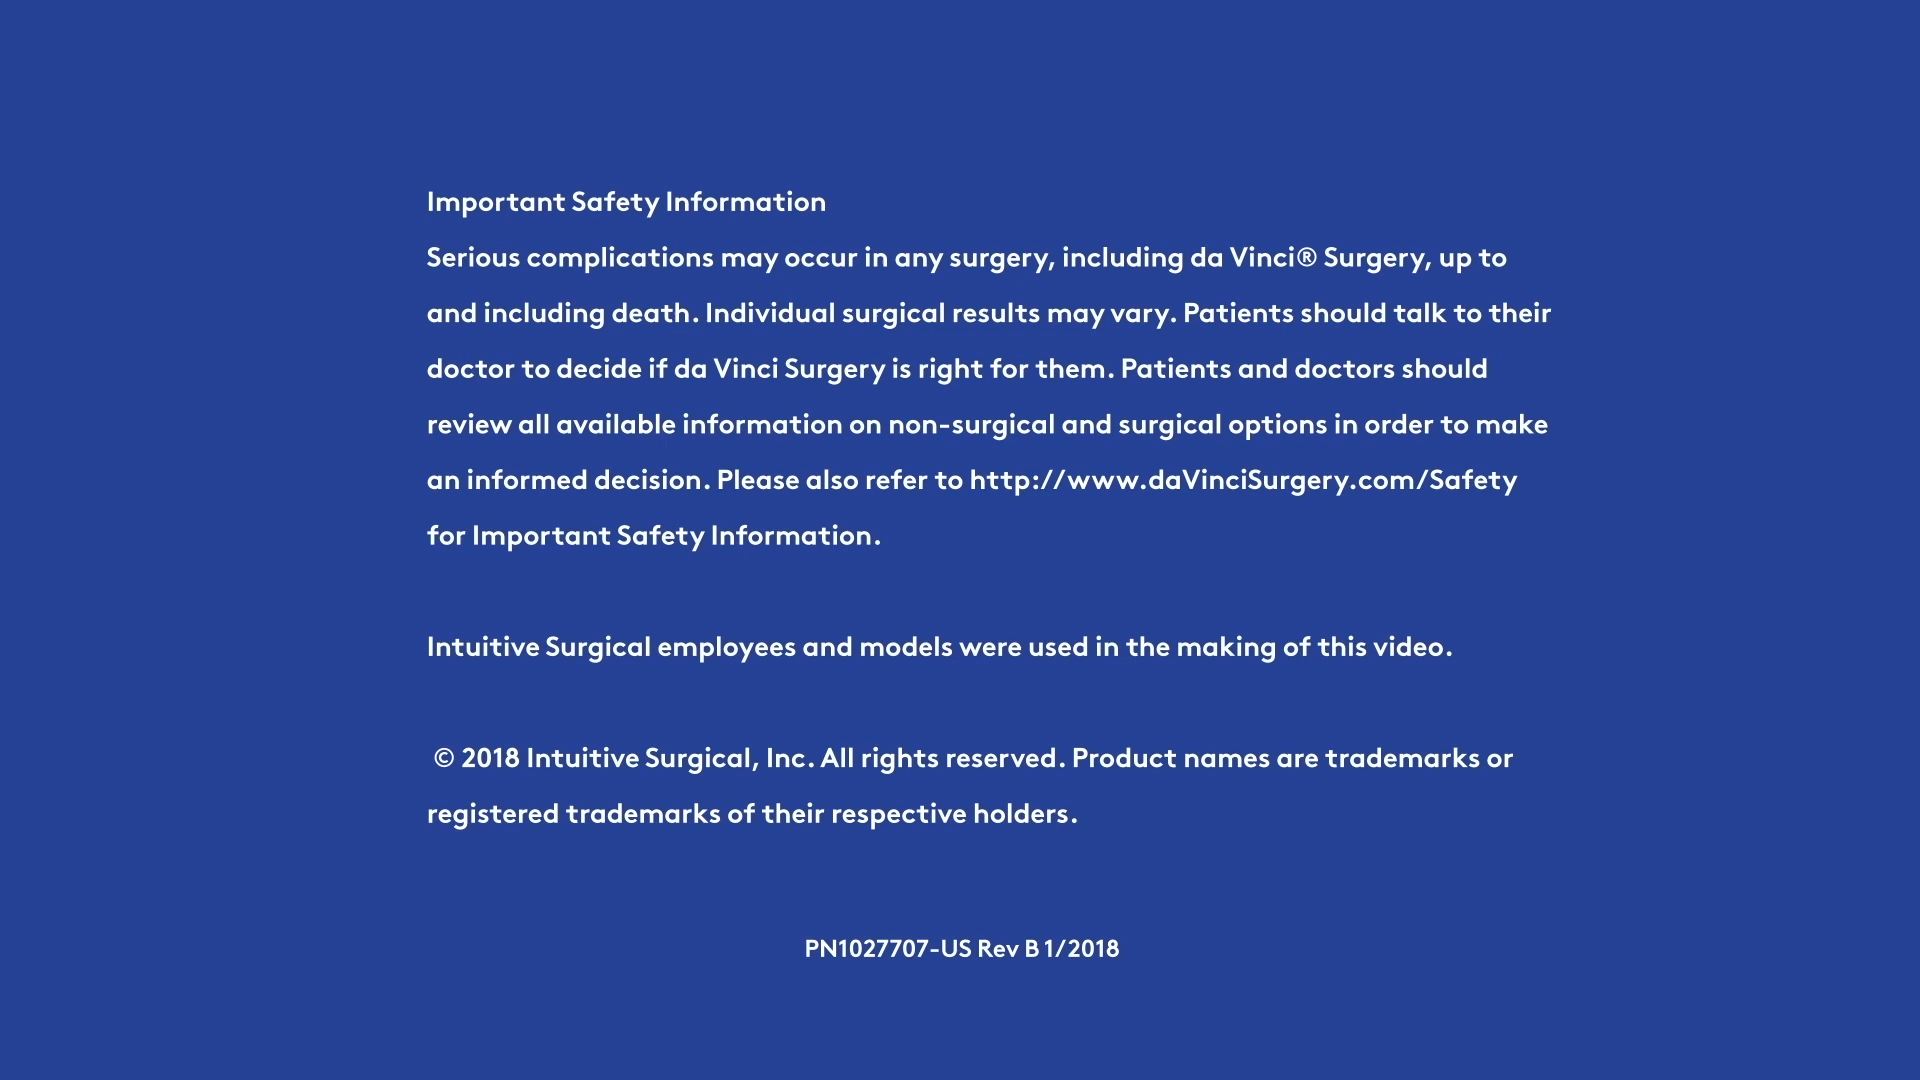 Important Safety Information
Serious complications may occur in any surgery, including da Vinci® Surgery, up to
and including death. Individual surgical results may vary. Patients should talk to their
doctor to decide if da Vinci Surgery is right for them. Patients and doctors should
review all available information on non-surgical and surgical options in order to make
an informed decision. Please also refer to http://www.daVinciSurgery.com/Safety
for Important Safety Information.
Intuitive Surgical employees and models were used in the making of this video.
© 2018 Intuitive Surgical, Inc. All rights reserved. Product names are trademarks or
registered trademarks of their respective holders.
PN1027707-US Rev B 1/2018